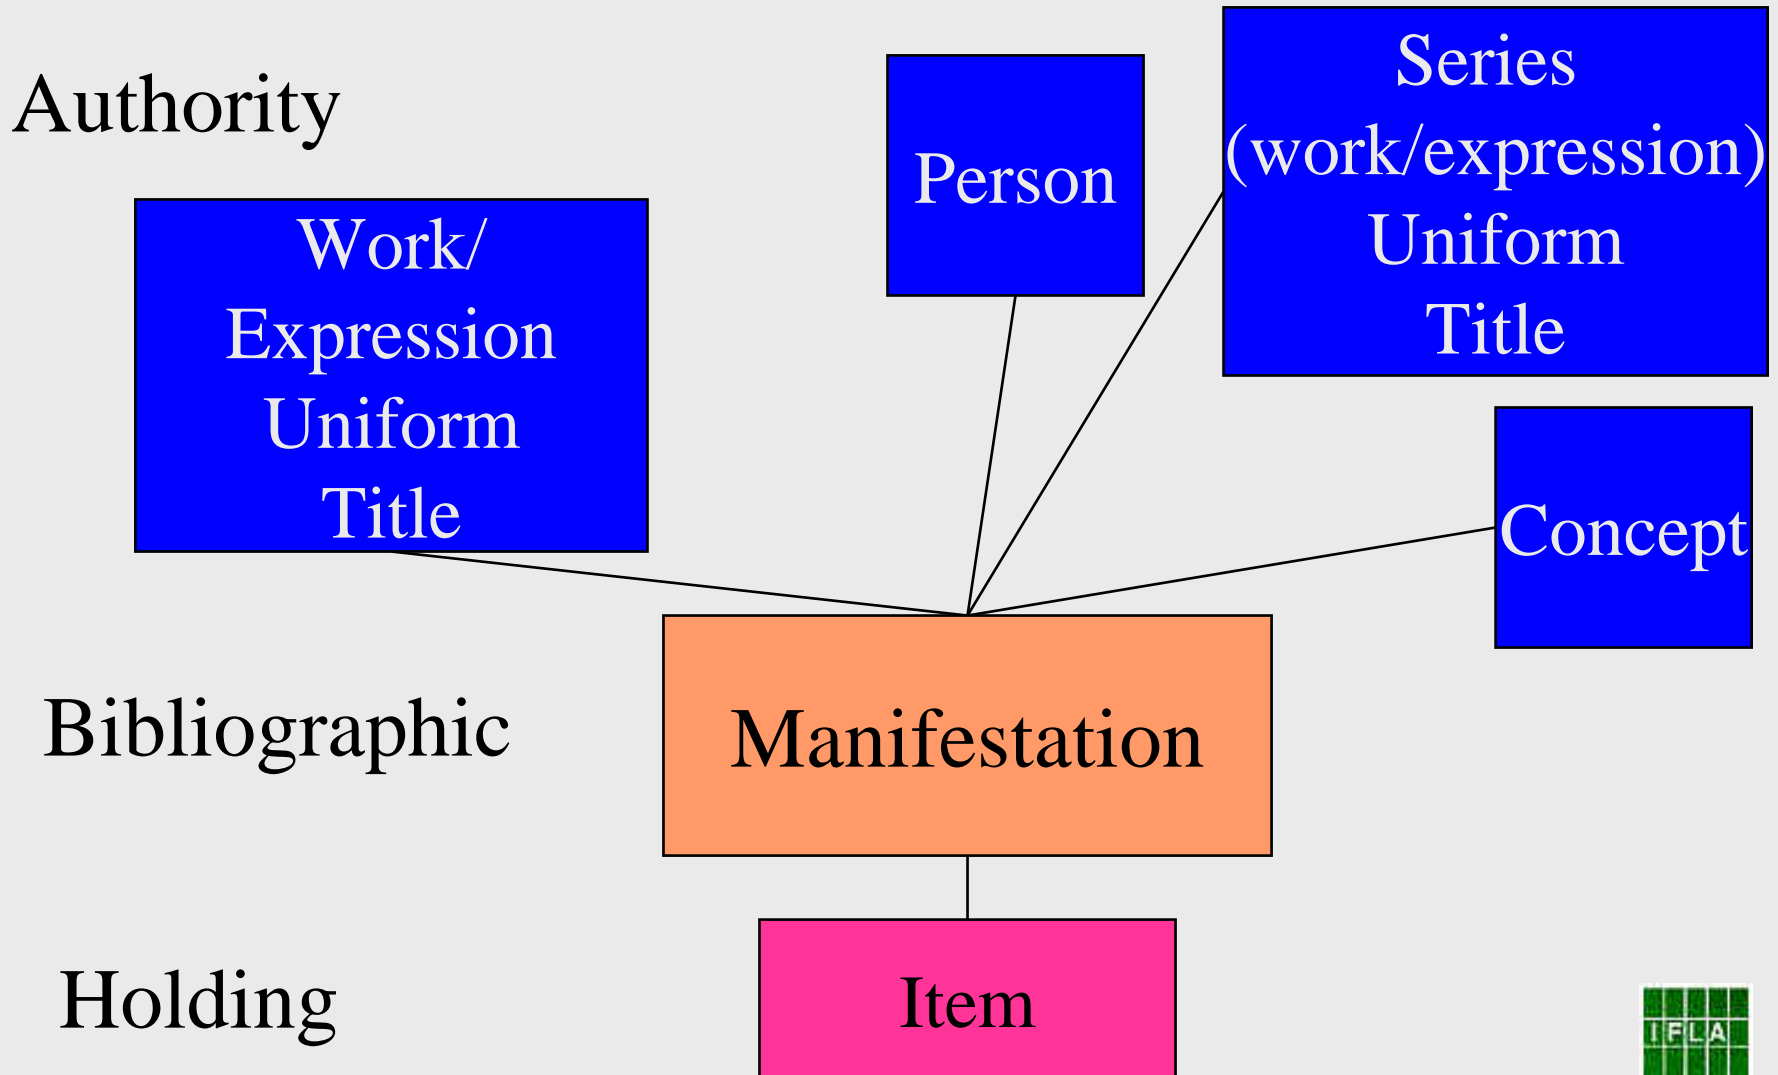 Authority
Work/
Expression
Uniform
Title
Person
Series
(work/expression)
Uniform
Title
Concept
Bibliographic
Manifestation
Holding
Item
IFLA